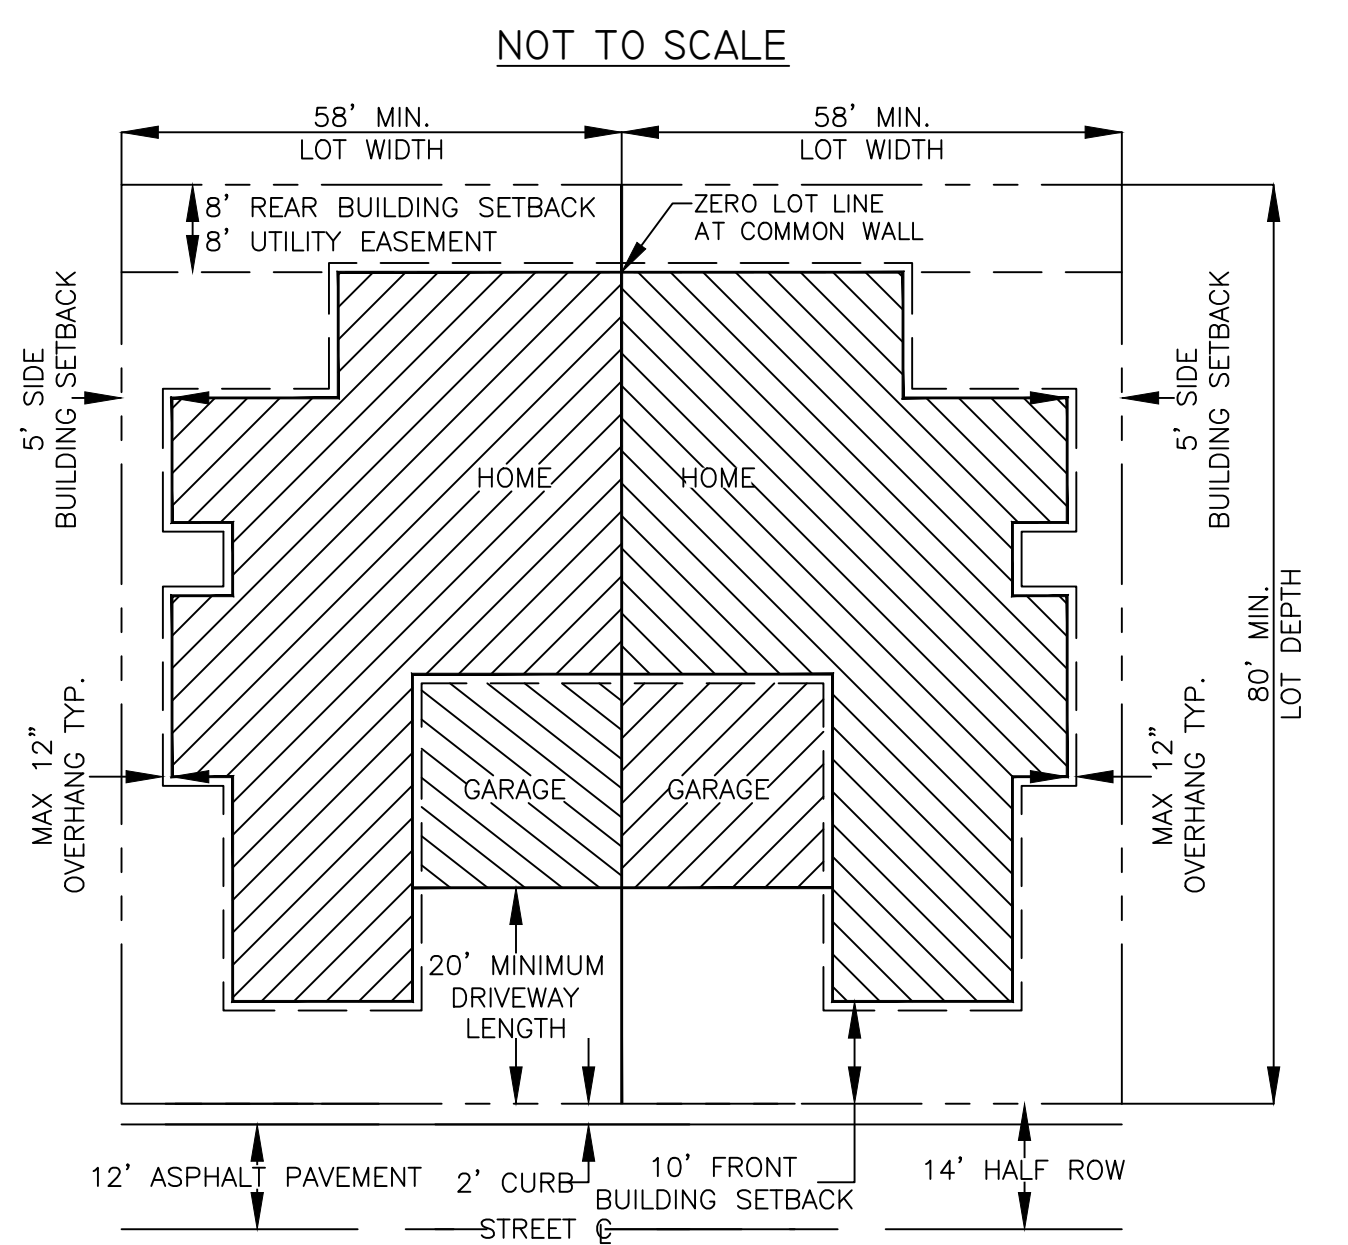 NOT TO SCALE
58' MIN.
LOT WIDTH
58' MIN.
LOT WIDTH
8' REAR BUILDING SETBACK
8' UTILITY EASEMENT
ZERO LOT LINE
AT COMMON WALL
5' SIDE
BUILDING SETBACK
5' SIDE
BUILDING SETBACK
HOME
HOME
80' MIN.
LOT DEPTH
MAX 12"
OVERHANG TYP.
MAX 12"
OVERHANG TYP.
GARAGE
GARAGE
20' MINIMUM
DRIVEWAY
LENGTH
12' ASPHALT PAVEMENT
2' CURB
10' FRONT
BUILDING SETBACK
14' HALF ROW
STREET ℄